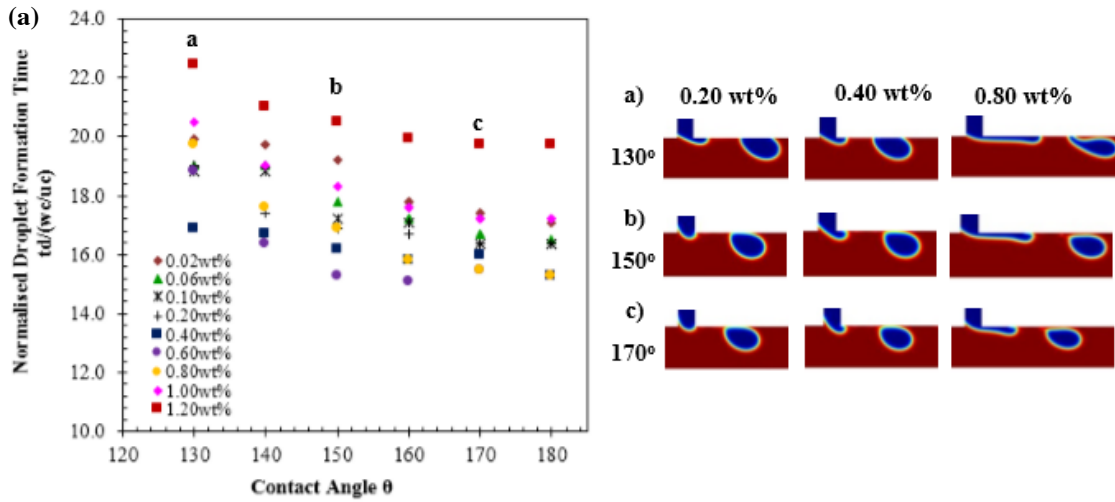 (a)
Normalised Droplet Formation Time
td/(wc/uc)
24.0
22.0
20.0
18.0
16.0
14.0
12.0
10.0
a
b
c
0.02wt%
0.06wt%
0.10wt%
0.20wt%
0.40wt%
0.60wt%
0.80wt%
1.00wt%
1.20wt%
120 130 140 150 160 170 180
Contact Angle θ
a) 0.20 wt% 0.40 wt% 0.80 wt%
130º
b)
150º
c)
170º